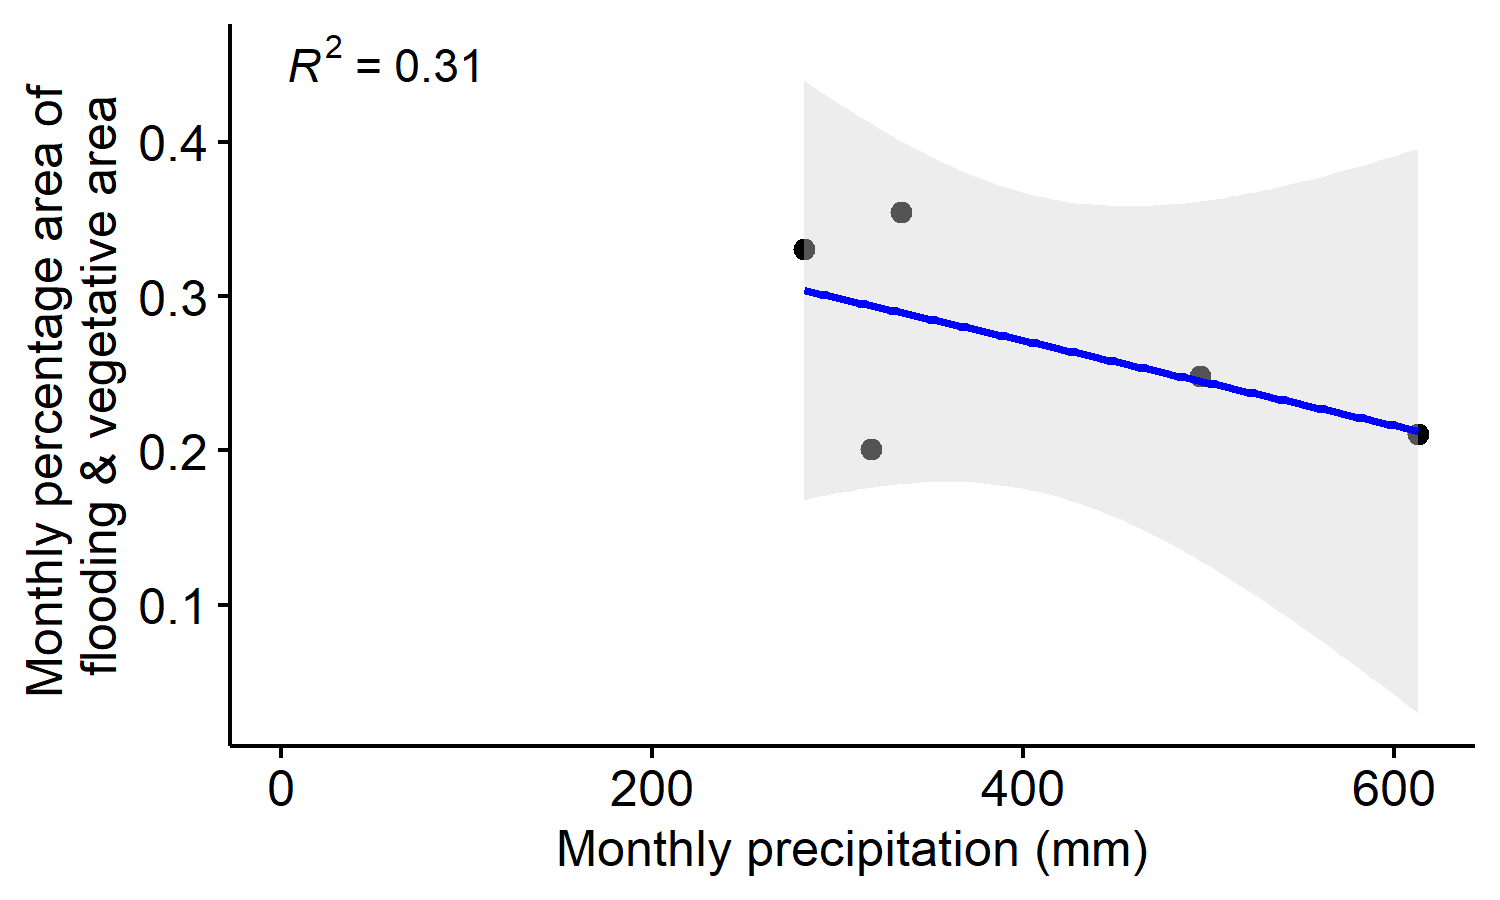 R² = 0.31
Monthly percentage area of
flooding & vegetative area
0.4
0.3
0.2
0.1
0 200 400 600
Monthly precipitation (mm)